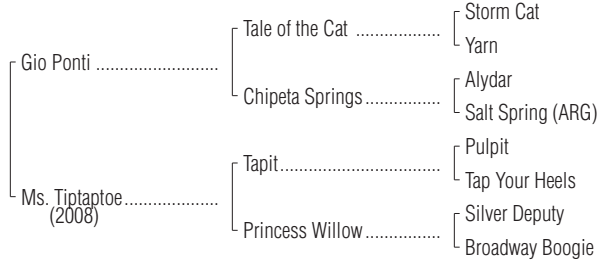 Storm Cat
Tale of the Cat ..................
Yarn
Gio Ponti ..........................
Alydar
Chipeta Springs................
Salt Spring (ARG)
Pulpit
Tapit..................................
Tap Your Heels
Ms. Tiptaptoe....................
(2008)
Silver Deputy
Princess Willow................
Broadway Boogie